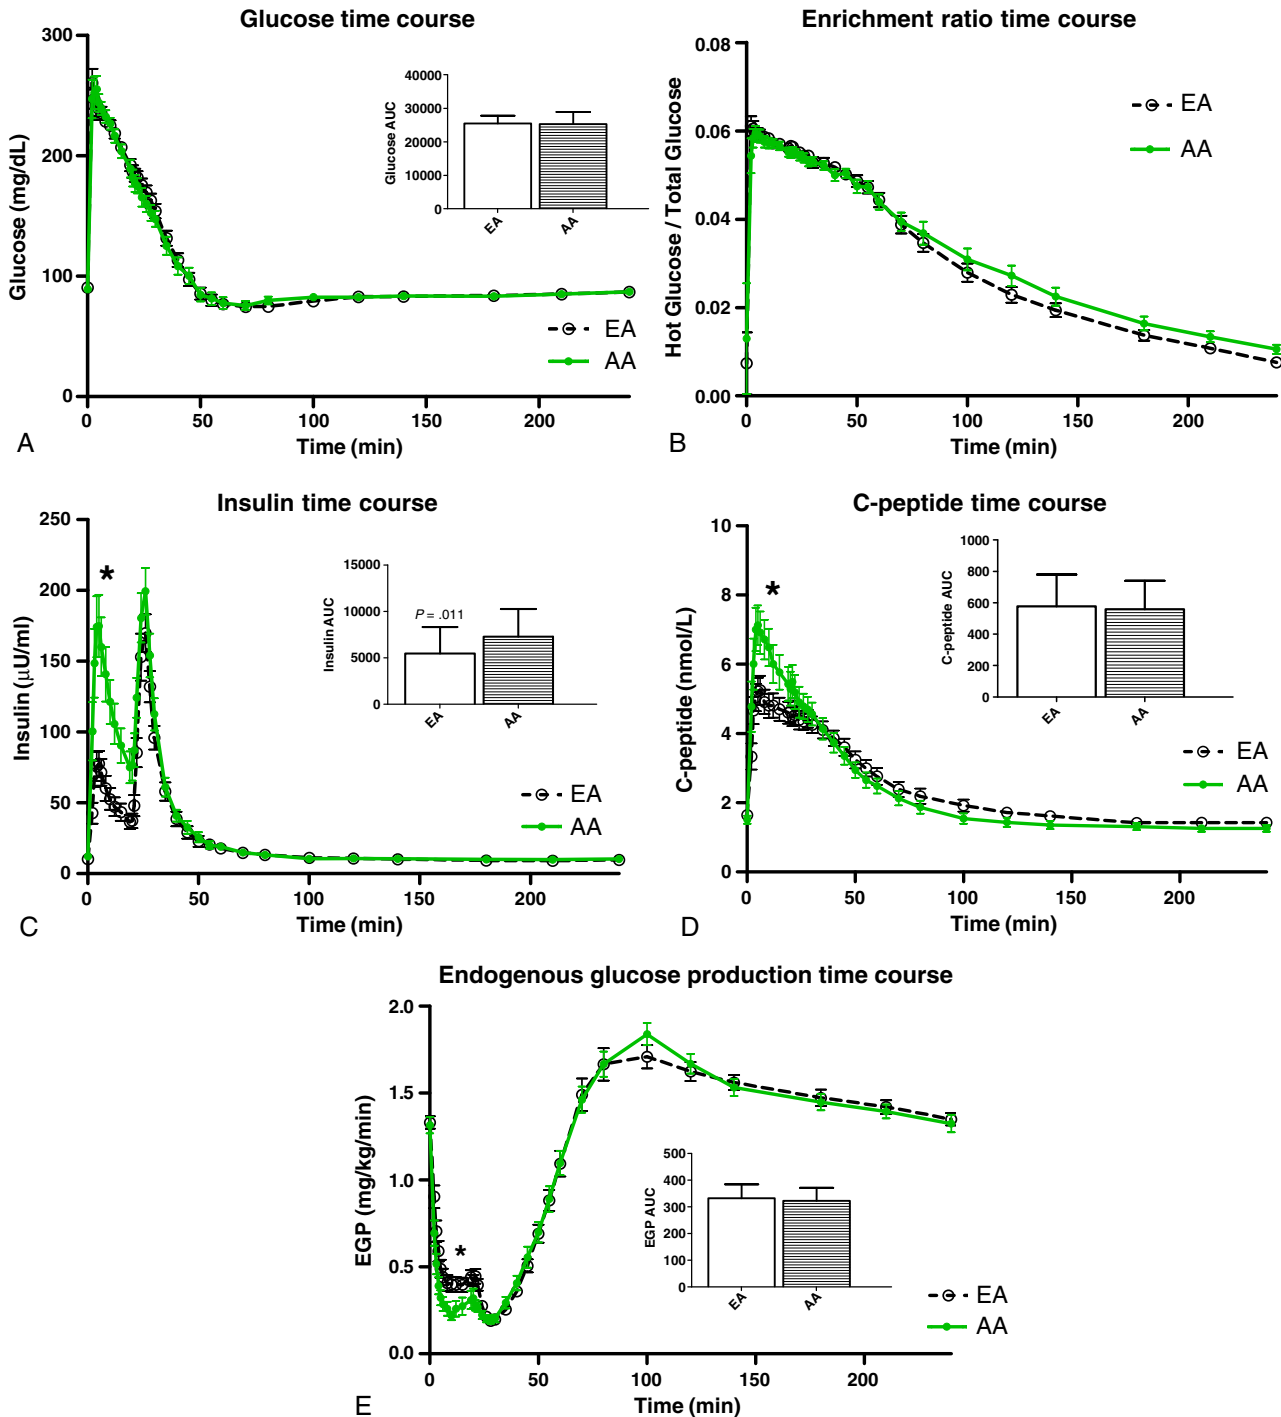 Glucose time course
Glucose (mg/dL)
300
200
100
0
0 50 100 150 200
Time (min)
A
EA
AA
Glucose AUC
40000
30000
20000
10000
0
EA AA
Enrichment ratio time course
Hot Glucose / Total Glucose
0.08
0.06
0.04
0.02
0.00
0 50 100 150 200
Time (min)
B
EA
AA
Insulin time course
Insulin (μU/ml)
250
200
150
100
50
0
0 50 100 150 200
Time (min)
C
*
EA
AA
Insulin AUC
15000
10000
5000
0
P = .011
EA AA
C-peptide time course
C-peptide (nmol/L)
10
8
6
4
2
0
0 50 100 150 200
Time (min)
D
*
EA
AA
C-peptide AUC
1000
800
600
400
200
0
EA AA
Endogenous glucose production time course
EGP (mg/kg/min)
2.0
1.5
1.0
0.5
0.0
0 50 100 150 200
Time (min)
E
*
EA
AA
EGP AUC
500
400
300
200
100
0
EA AA